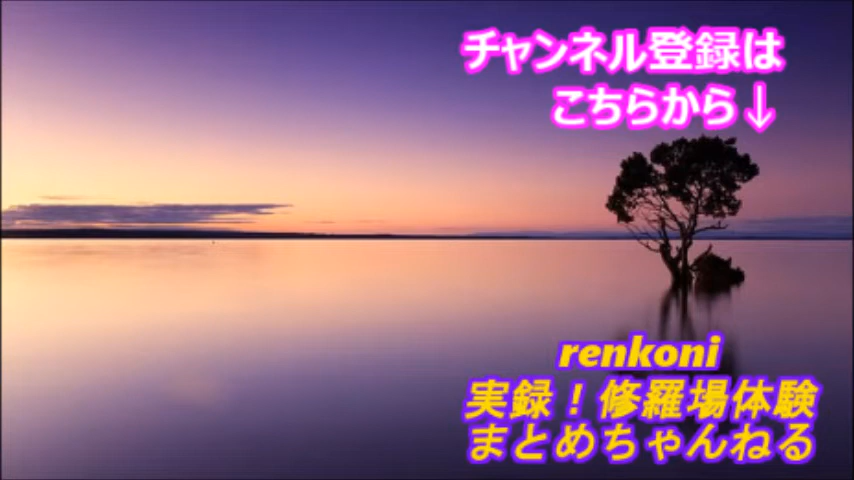 チャンネル登録は
こちらから↓
renkoni
実録！修羅場体験
まとめちゃんねる